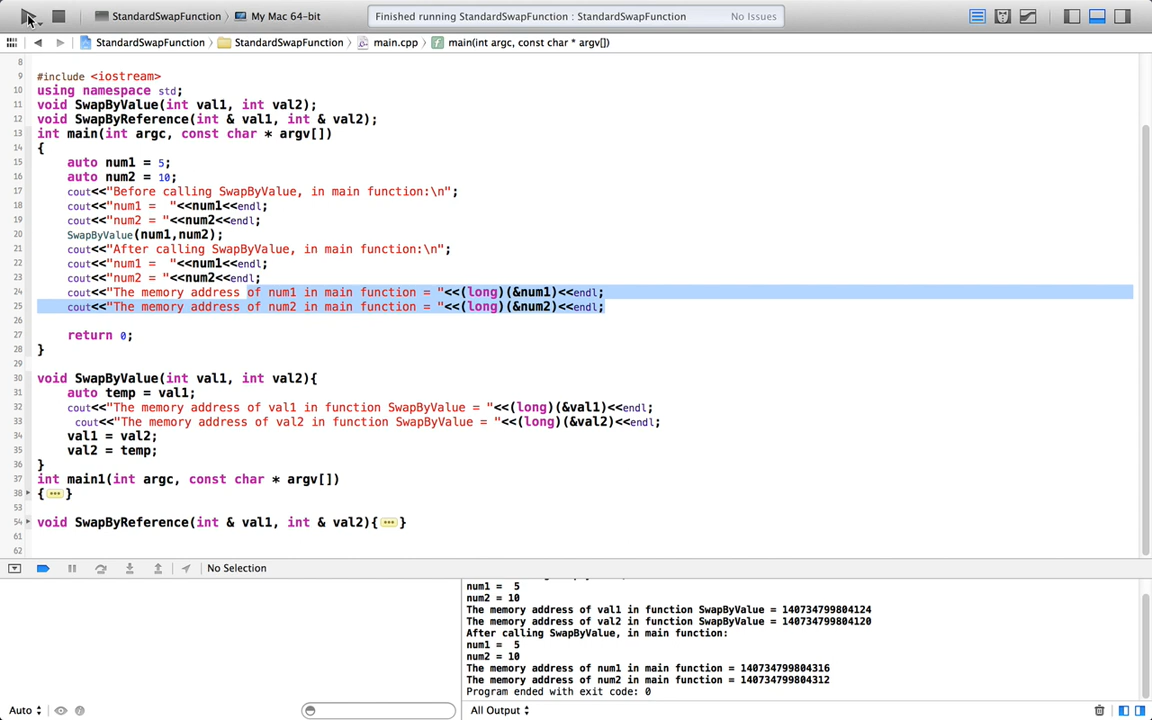 StandardSwapFunction My Mac 64-bit Finished running StandardSwapFunction : StandardSwapFunction No Issues
StandardSwapFunction StandardSwapFunction main.cpp main(int argc, const char * argv[])
8
9 #include <iostream>
10 using namespace std;
11 void SwapByValue(int val1, int val2);
12 void SwapByReference(int & val1, int & val2);
13 int main(int argc, const char * argv[])
14 {
15 auto num1 = 5;
16 auto num2 = 10;
17 cout<<"Before calling SwapByValue, in main function:\n";
18 cout<<"num1 =  "<<num1<<endl;
19 cout<<"num2 = "<<num2<<endl;
20 SwapByValue(num1,num2);
21 cout<<"After calling SwapByValue, in main function:\n";
22 cout<<"num1 =  "<<num1<<endl;
23 cout<<"num2 = "<<num2<<endl;
24 cout<<"The memory address of num1 in main function = "<<(long)(&num1)<<endl;
25 cout<<"The memory address of num2 in main function = "<<(long)(&num2)<<endl;
26
27 return 0;
28 }
29
30 void SwapByValue(int val1, int val2){
31 auto temp = val1;
32 cout<<"The memory address of val1 in function SwapByValue = "<<(long)(&val1)<<endl;
33 cout<<"The memory address of val2 in function SwapByValue = "<<(long)(&val2)<<endl;
34 val1 = val2;
35 val2 = temp;
36 }
37 int main1(int argc, const char * argv[])
38 {...}
53
54 void SwapByReference(int & val1, int & val2){...}
61
62
No Selection
num1 =  5
num2 = 10
The memory address of val1 in function SwapByValue = 140734799804124
The memory address of val2 in function SwapByValue = 140734799804120
After calling SwapByValue, in main function:
num1 =  5
num2 = 10
The memory address of num1 in main function = 140734799804316
The memory address of num2 in main function = 140734799804312
Program ended with exit code: 0
Auto All Output